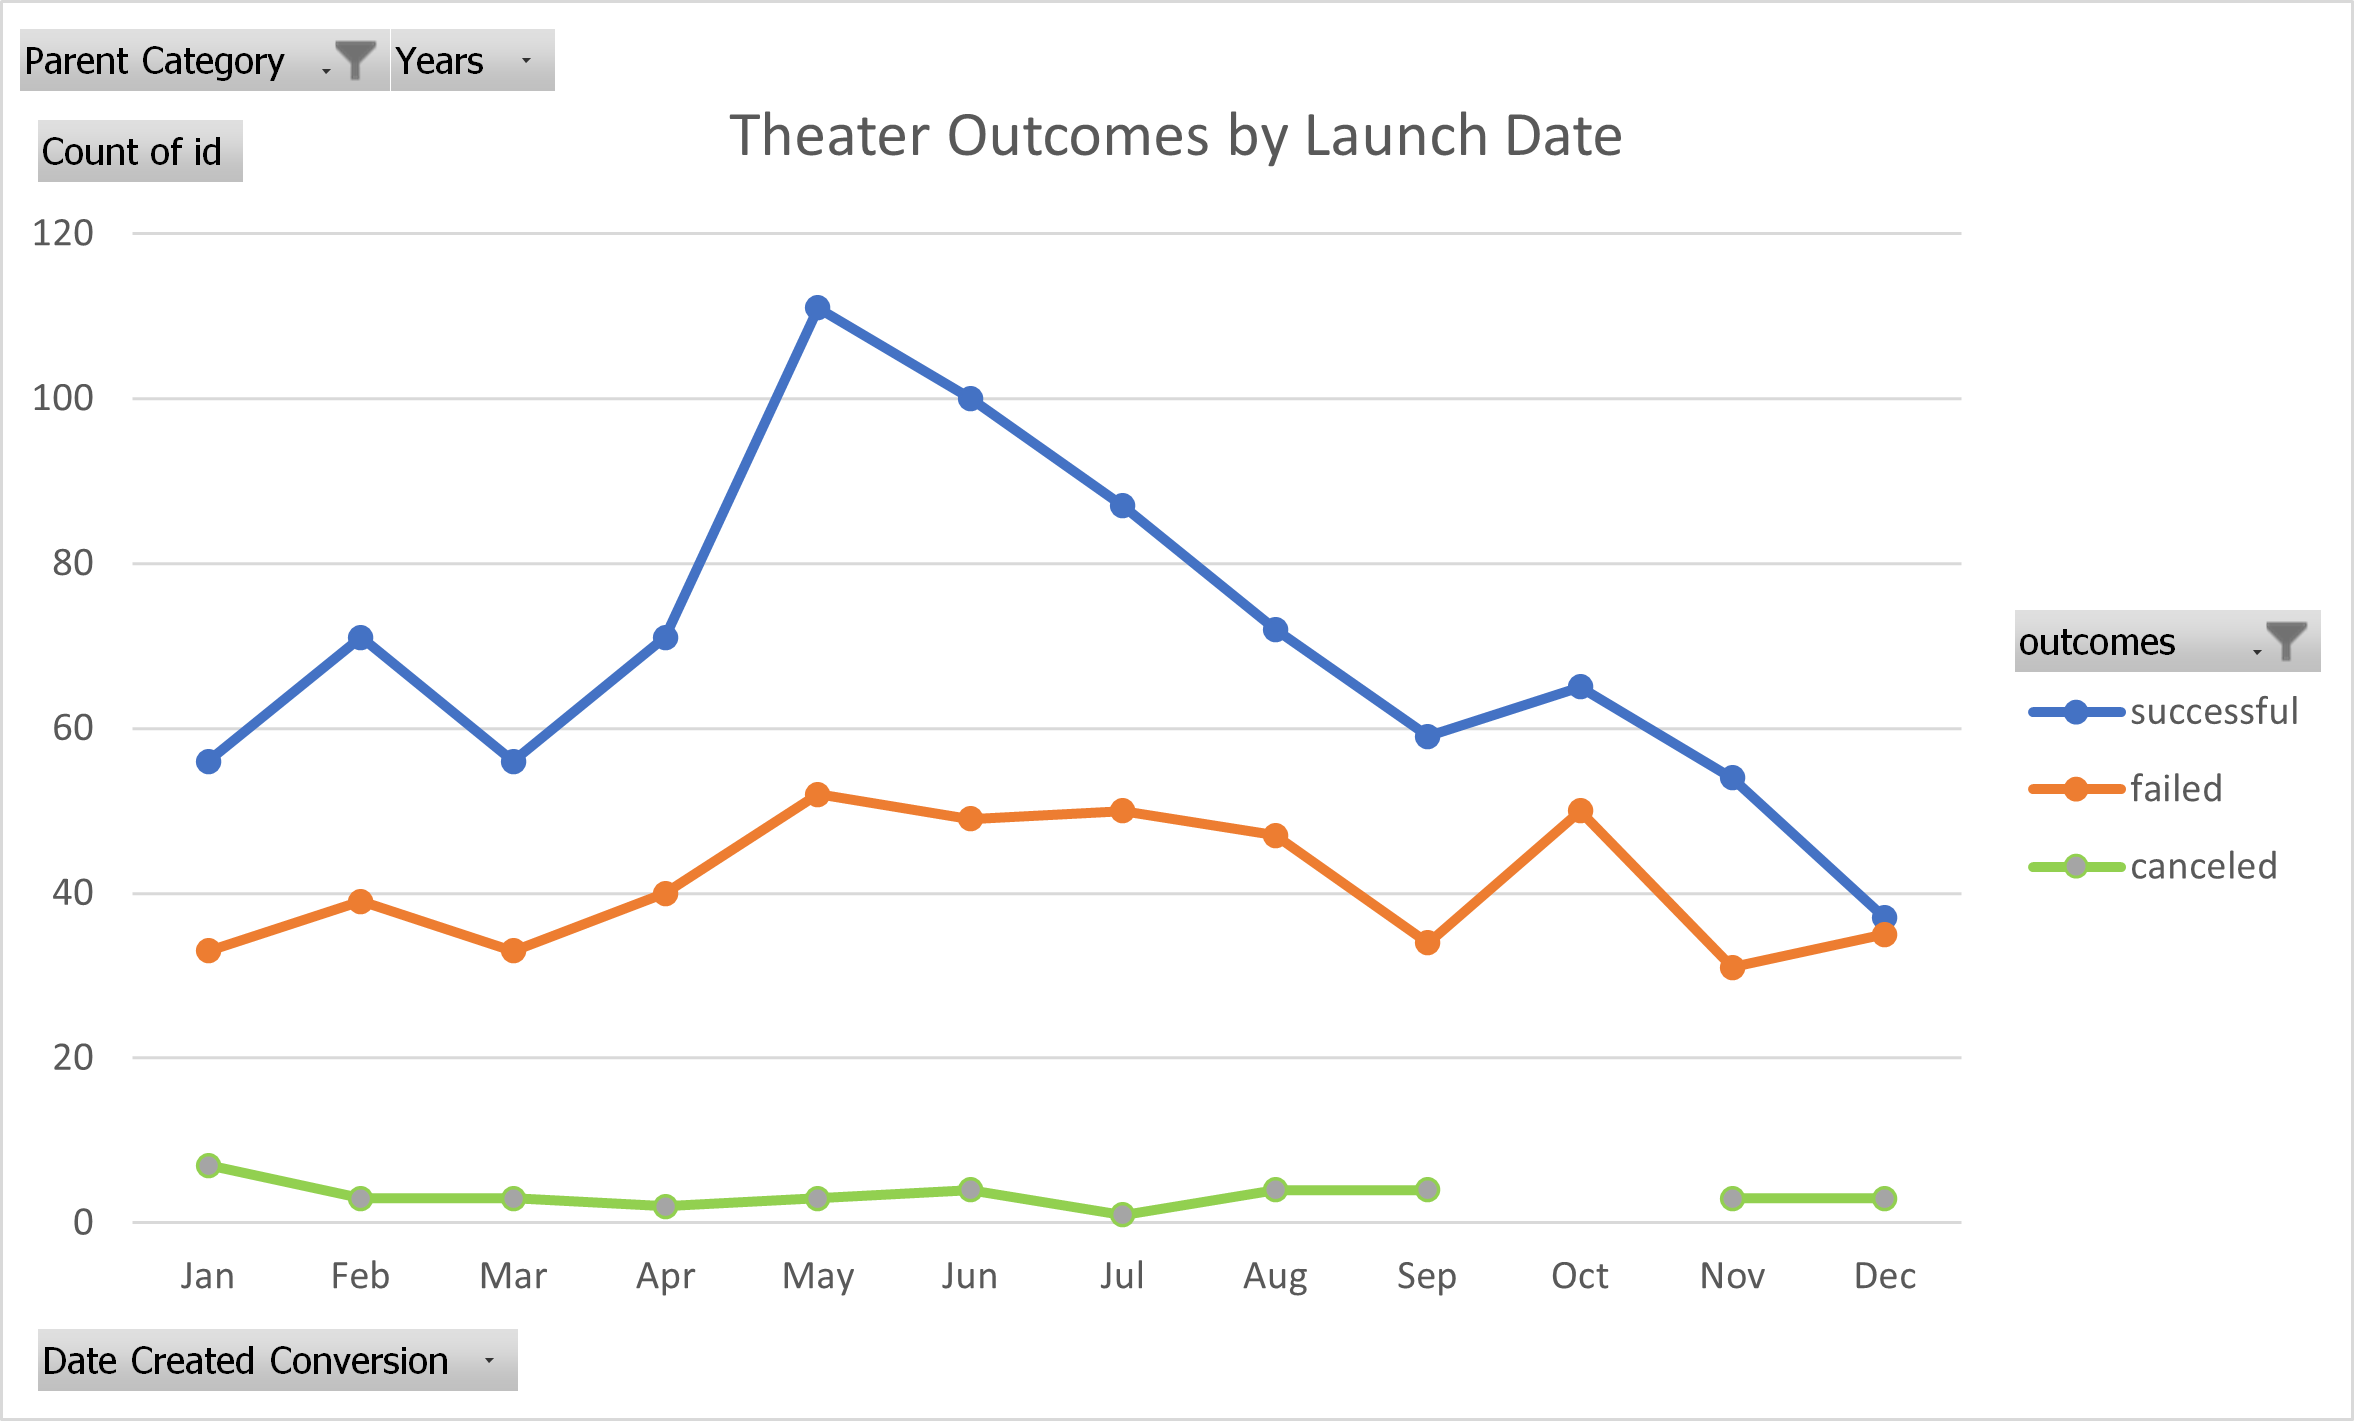 Parent Category Years
Count of id
Theater Outcomes by Launch Date
120
100
80
60
40
20
0
Jan Feb Mar Apr May Jun Jul Aug Sep Oct Nov Dec
outcomes
successful
failed
canceled
Date Created Conversion